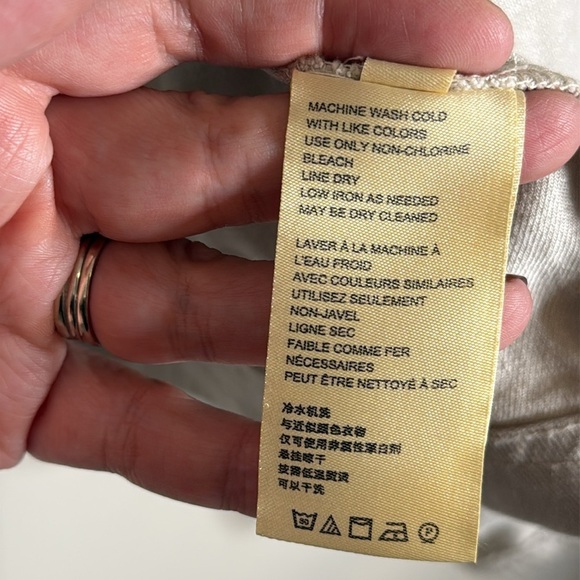 MACHINE WASH COLD
WITH LIKE COLORS
USE ONLY NON-CHLORINE
BLEACH
LINE DRY
LOW IRON AS NEEDED
MAY BE DRY CLEANED
LAVER À LA MACHINE À
L'EAU FROID
AVEC COULEURS SIMILAIRES
UTILISEZ SEULEMENT
NON-JAVEL
LIGNE SEC
FAIBLE COMME FER
NÉCESSAIRES
PEUT ÊTRE NETTOYÉ À SEC
冷水机洗
与近似颜色衣物
仅可使用非氯性漂白剂
悬挂晾干
按需低温熨烫
可以干洗
30 P